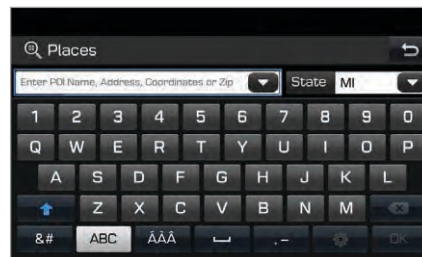 Places
Enter POI Name, Address, Coordinates or Zip State MI
1 2 3 4 5 6 7 8 9 0
Q W E R T Y U I O P
A S D F G H J K L
Z X C V B N M
&# ABC ÁÀÂ .– OK